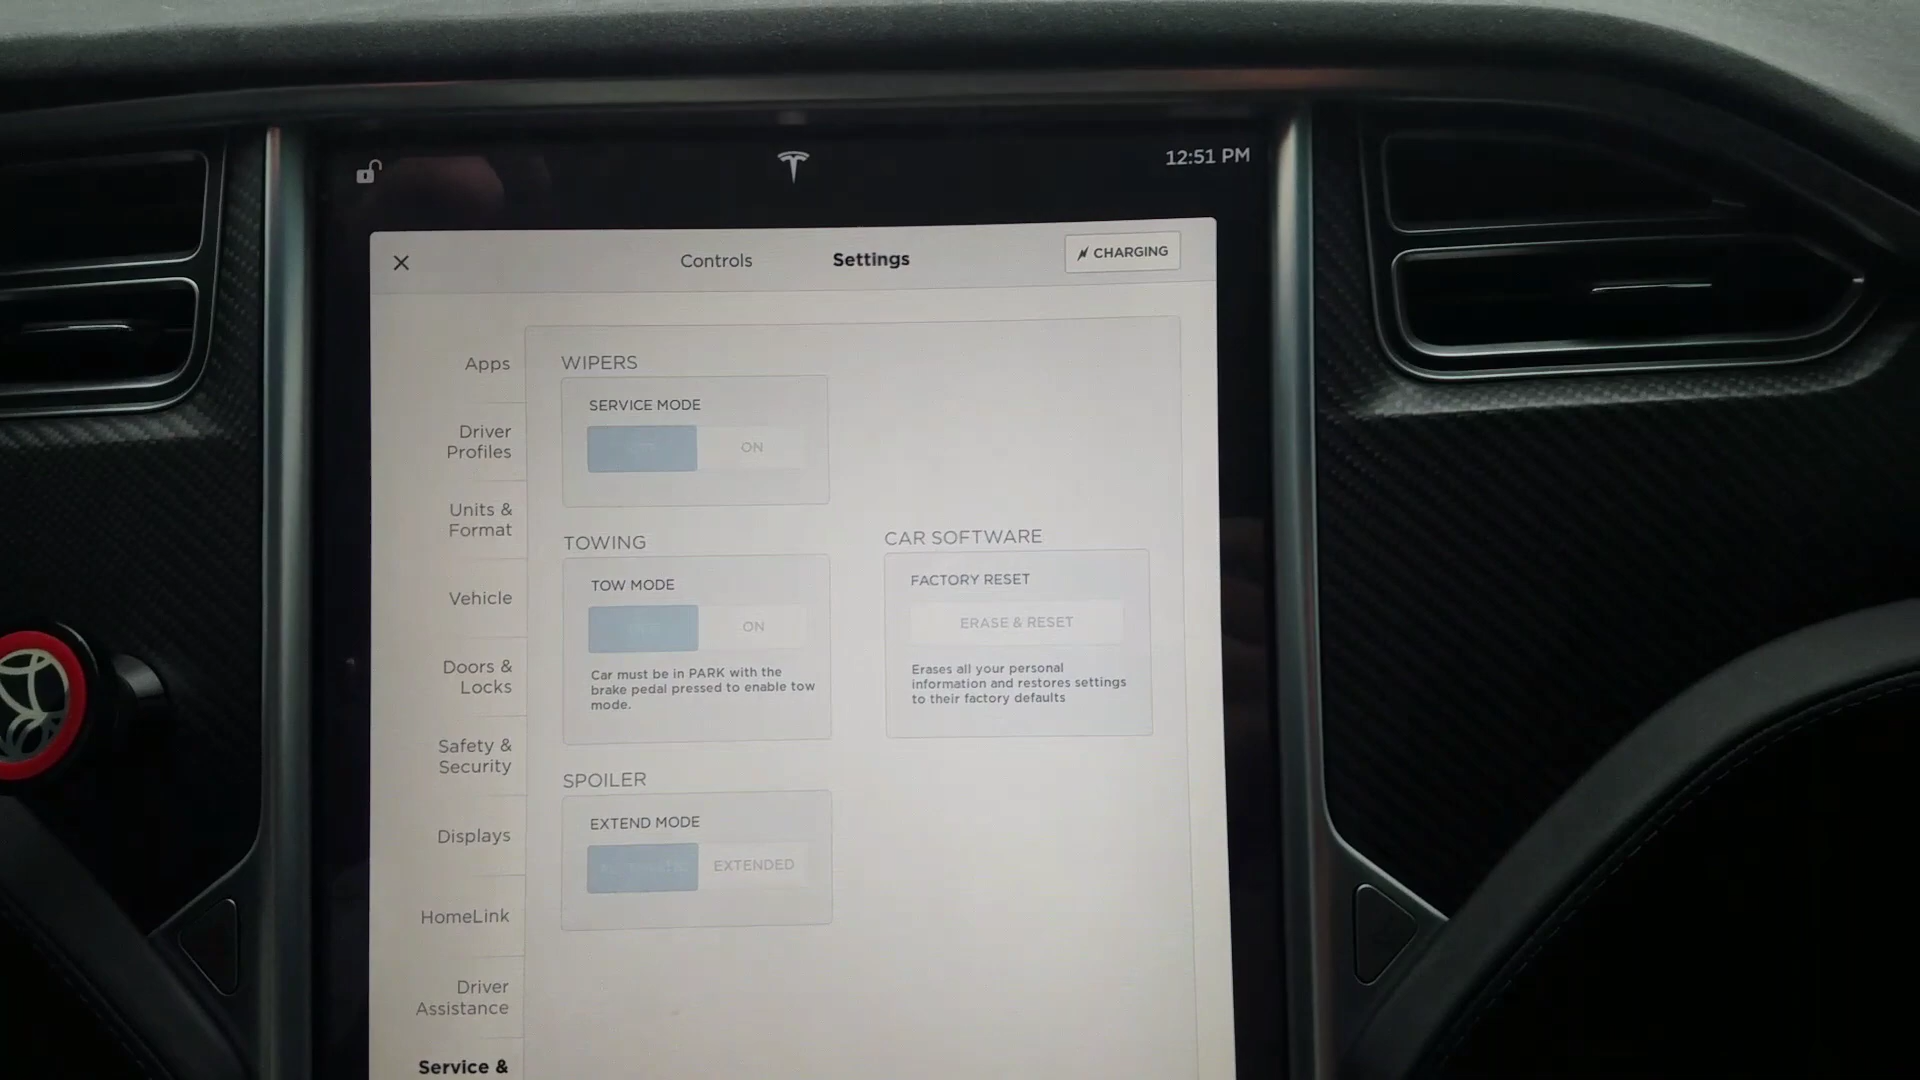 12:51 PM
Controls
Settings
CHARGING
Apps
Driver
Profiles
Units &
Format
Vehicle
Doors &
Locks
Safety &
Security
Displays
HomeLink
Driver
Assistance
Service &
WIPERS
SERVICE MODE
ON
TOWING
TOW MODE
ON
Car must be in PARK with the
brake pedal pressed to enable tow
mode.
SPOILER
EXTEND MODE
EXTENDED
CAR SOFTWARE
FACTORY RESET
ERASE & RESET
Erases all your personal
information and restores settings
to their factory defaults